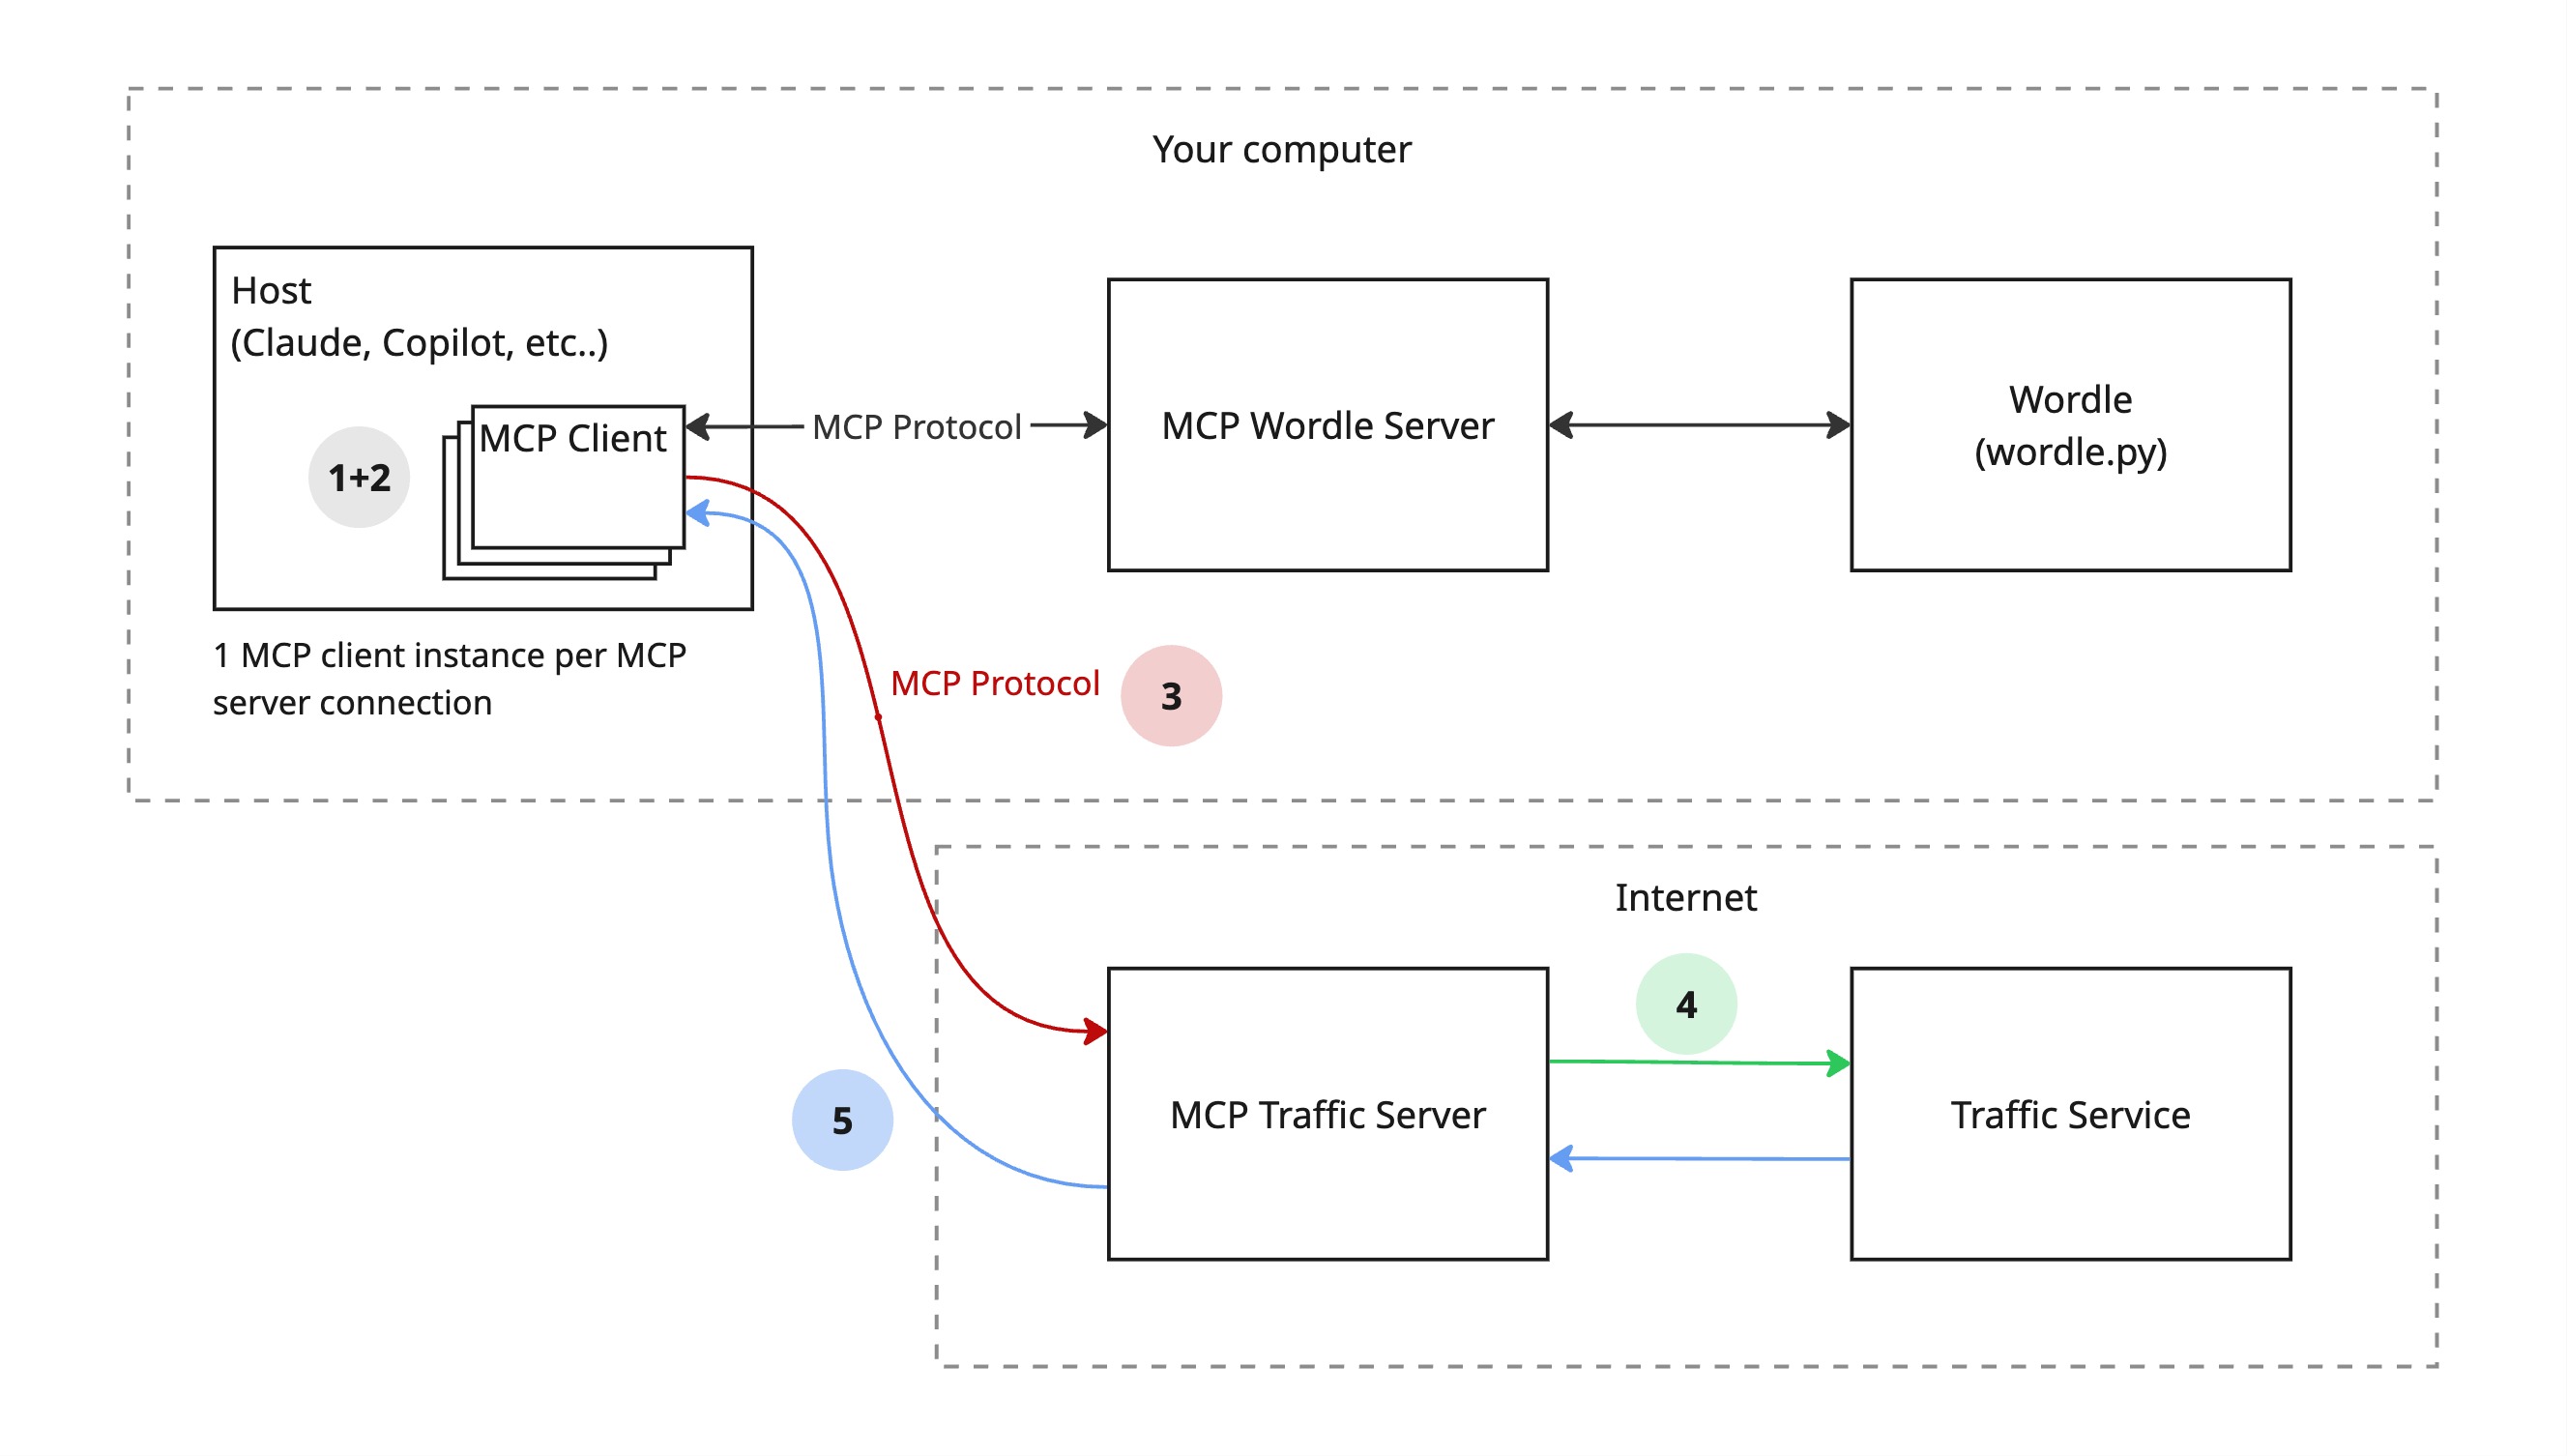 Your computer
Host
(Claude, Copilot, etc..)
1+2
MCP Client
MCP Protocol
MCP Wordle Server
Wordle
(wordle.py)
1 MCP client instance per MCP
server connection
MCP Protocol
3
Internet
4
MCP Traffic Server
Traffic Service
5